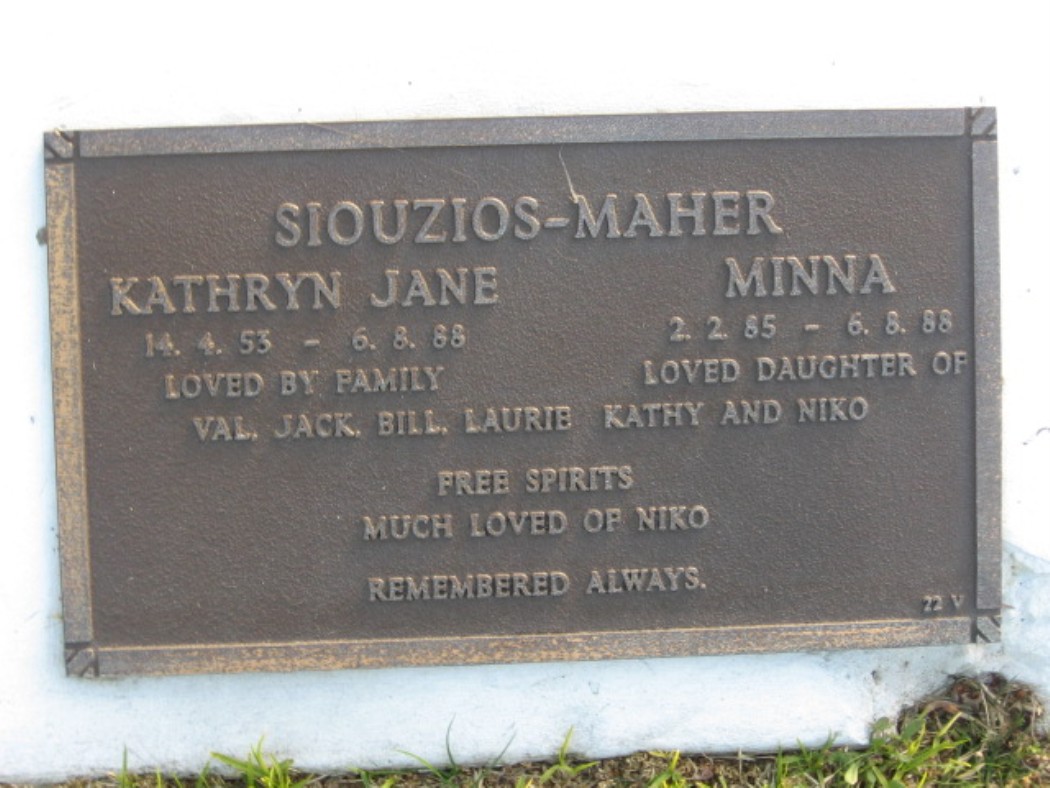 SIOUZIOS-MAHER
KATHRYN JANE MINNA
14. 4. 53 - 6. 8. 88 2. 2. 85 - 6. 8. 88
LOVED BY FAMILY LOVED DAUGHTER OF
VAL, JACK, BILL, LAURIE KATHY AND NIKO
FREE SPIRITS
MUCH LOVED OF NIKO
REMEMBERED ALWAYS.
22 V